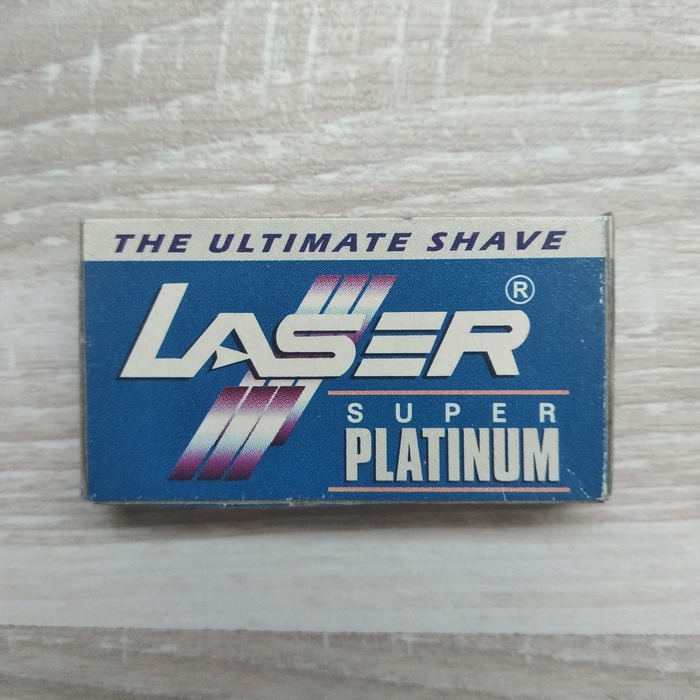 THE ULTIMATE SHAVE
LASER®
SUPER
PLATINUM